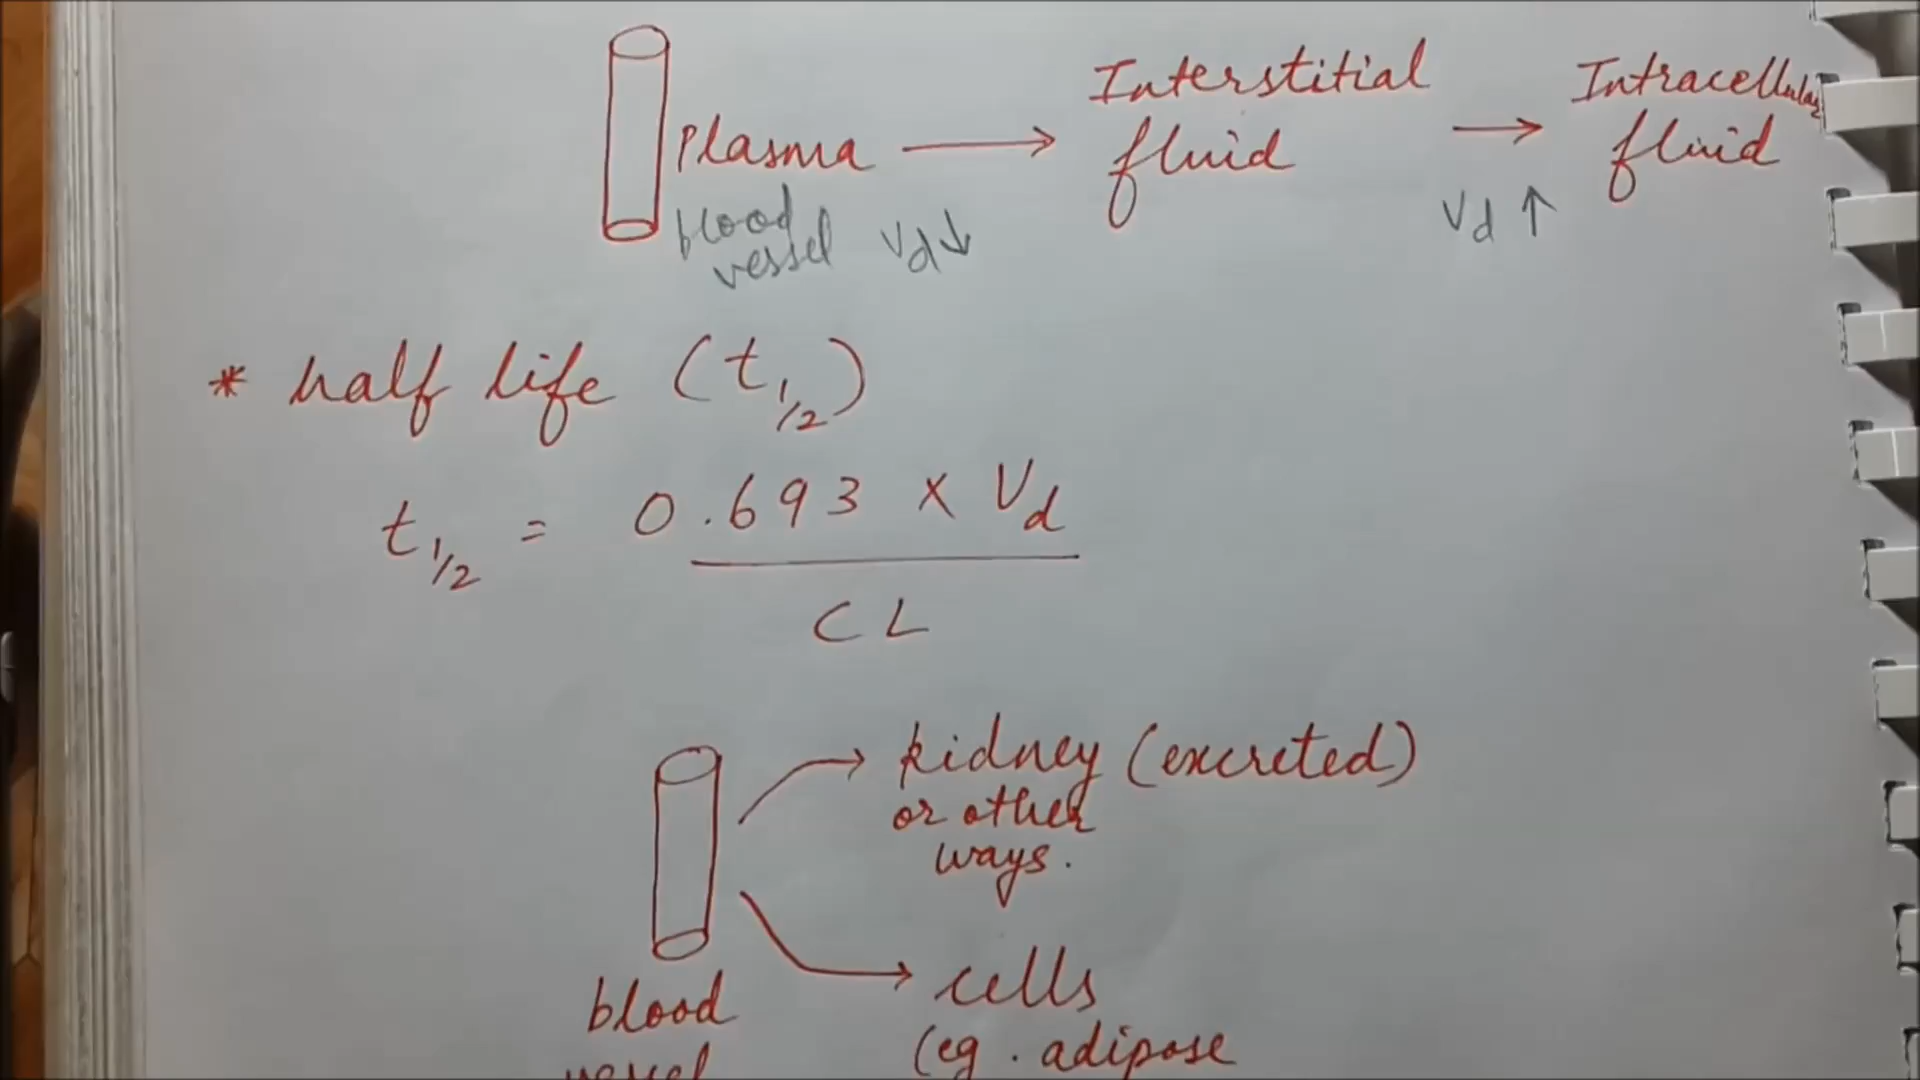 Interstitial Intracellular
Plasma → fluid → fluid
blood
vessel Vd↓ Vd ↑
* half life (t1/2)
t1/2 = 0.693 x Vd
CL
kidney (excreted)
or other
ways.
blood
vessel
cells
(eg. adipose